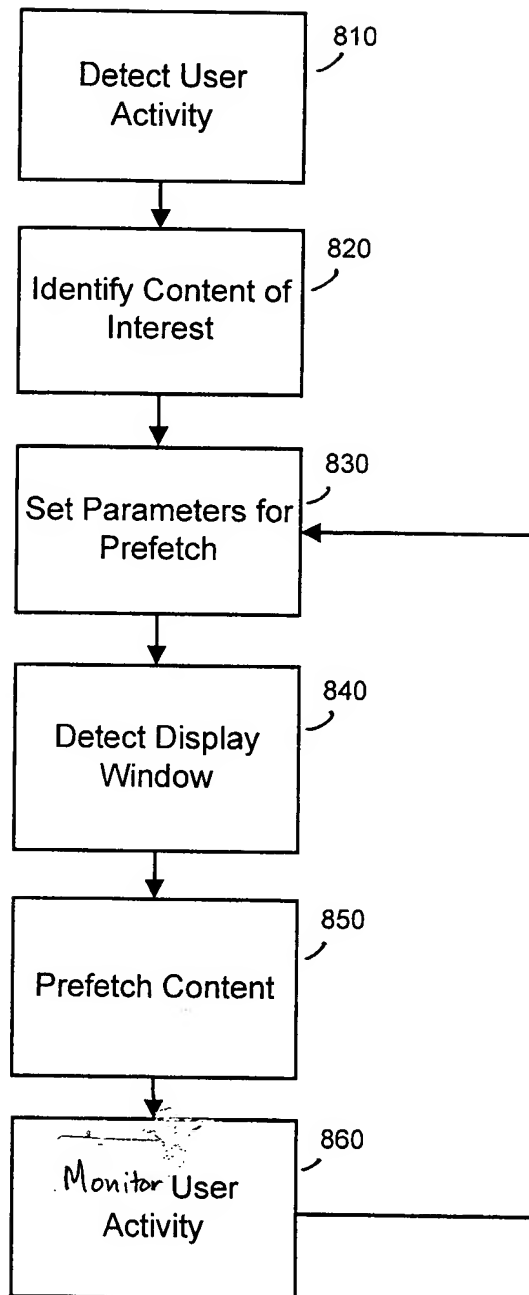 810
Detect User
Activity
820
Identify Content of
Interest
830
Set Parameters for
Prefetch
840
Detect Display
Window
850
Prefetch Content
860
Monitor User
Activity